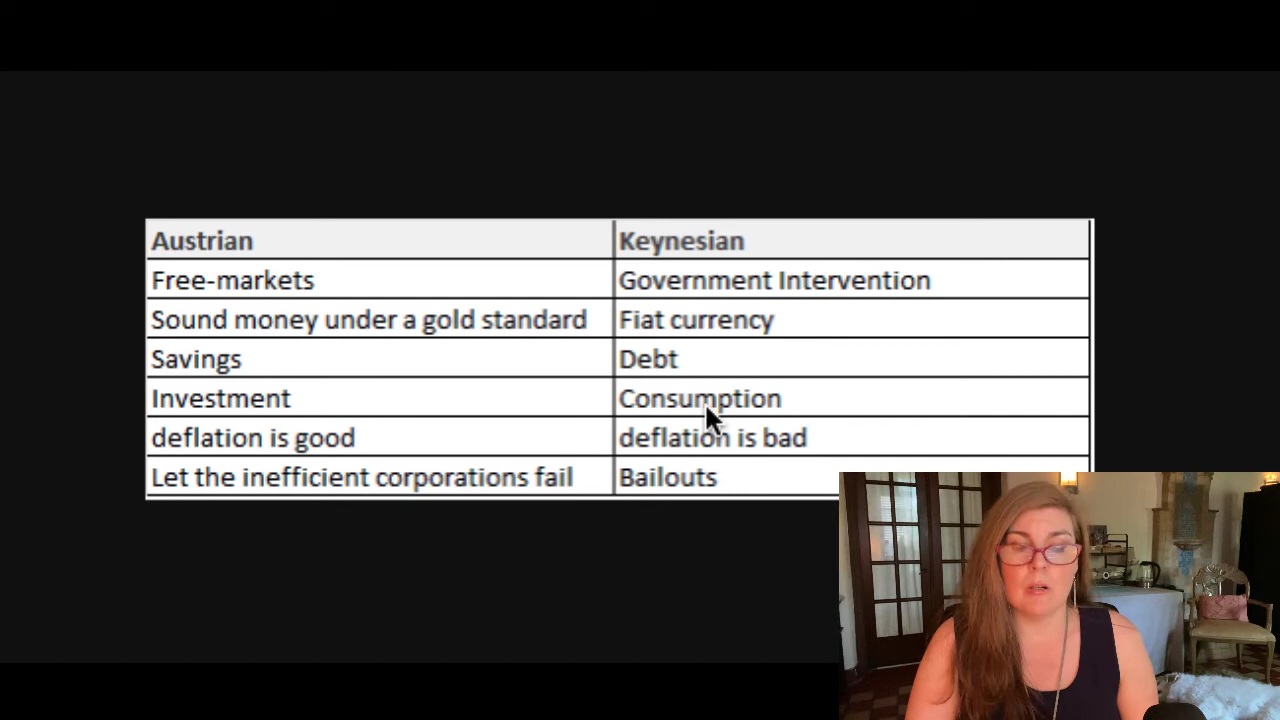 Austrian Keynesian
Free-markets Government Intervention
Sound money under a gold standard Fiat currency
Savings Debt
Investment Consumption
deflation is good deflation is bad
Let the inefficient corporations fail Bailouts